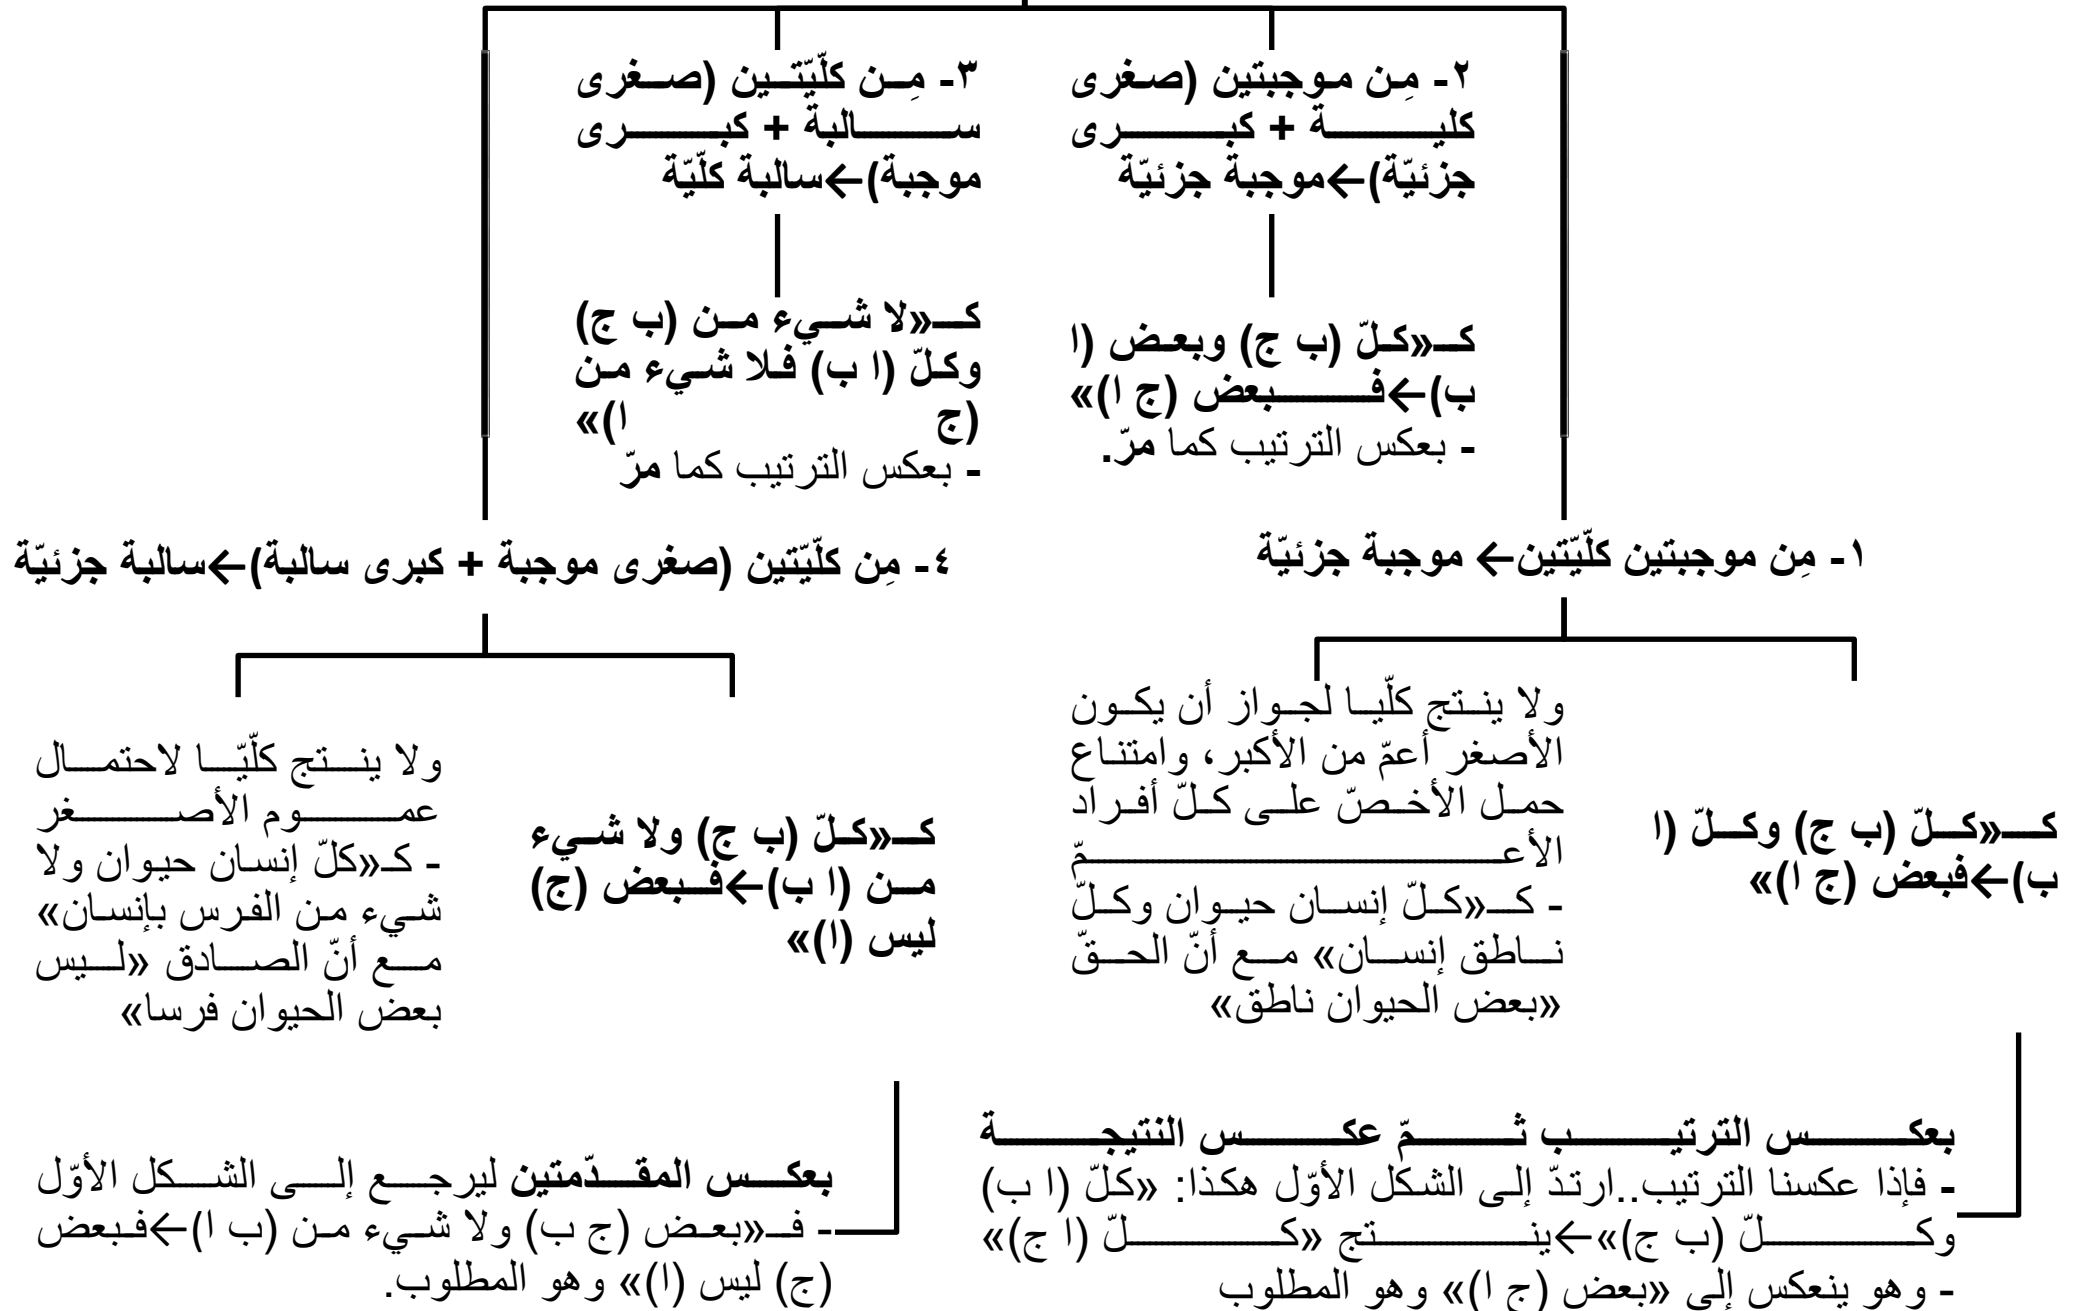 ٢- مِن موجبتين (صغرى
كلية + كبرى
جزئيّة)←موجبة جزئيّة
٣- مِن كلّيّتين (صغرى
سالبة + كبرى
موجبة)←سالبة كلّيّة
كـ«كلّ (ب ج) وبعض (ا
ب)←فبعض (ج ا)»
- بعكس الترتيب كما مرّ.
كـ«لا شيء من (ب ج)
وكلّ (ا ب) فلا شيء من
(ج ا)»
- بعكس الترتيب كما مرّ
١- مِن موجبتين كلّيّتين← موجبة جزئيّة
٤- مِن كلّيّتين (صغرى موجبة + كبرى سالبة)←سالبة جزئيّة
كـ«كلّ (ب ج) وكلّ (ا
ب)←فبعض (ج ا)»
ولا ينتج كلّيا لجواز أن يكون
الأصغر أعمّ من الأكبر، وامتناع
حمل الأخصّ على كلّ أفراد
الأعمّ
- كـ«كلّ إنسان حيوان وكلّ
ناطق إنسان» مع أنّ الحقّ
«بعض الحيوان ناطق»
كـ«كلّ (ب ج) ولا شيء
من (ا ب)←فبعض (ج)
ليس (ا)»
ولا ينتج كلّيّا لاحتمال
عموم الأصغر
- كـ«كلّ إنسان حيوان ولا
شيء من الفرس بإنسان»
مع أنّ الصادق «ليس
بعض الحيوان فرسا»
بعكس الترتيب ثمّ عكس النتيجة
- فإذا عكسنا الترتيب..ارتدّ إلى الشكل الأوّل هكذا: «كلّ (ا ب)
وكلّ (ب ج)»←ينتج «كلّ (ا ج)»
- وهو ينعكس إلى «بعض (ج ا)» وهو المطلوب
بعكس المقدّمتين ليرجع إلى الشكل الأوّل
- فـ«بعض (ج ب) ولا شيء من (ب ا)←فبعض
(ج) ليس (ا)» وهو المطلوب.